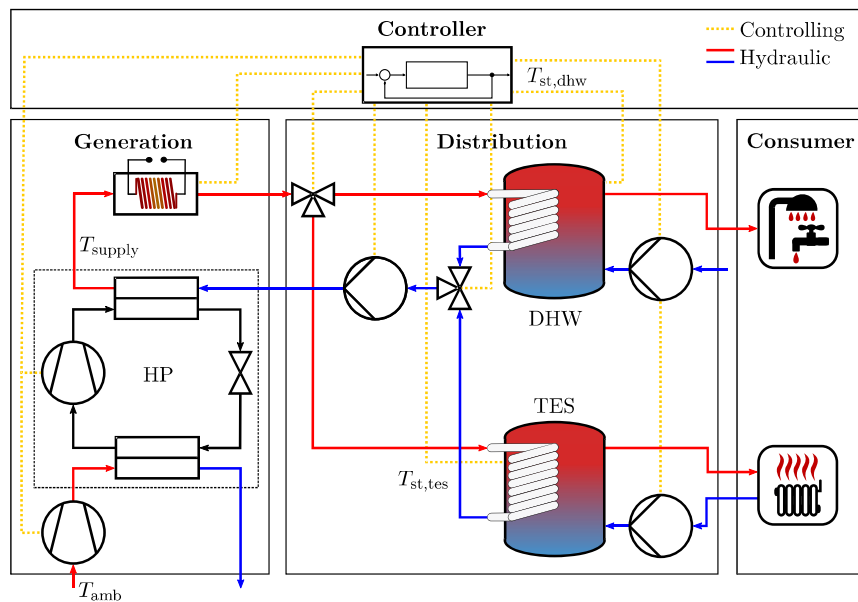 Controller
Controlling
Hydraulic
T_st,dhw
Generation
Distribution
Consumer
T_supply
HP
DHW
TES
T_st,tes
T_amb